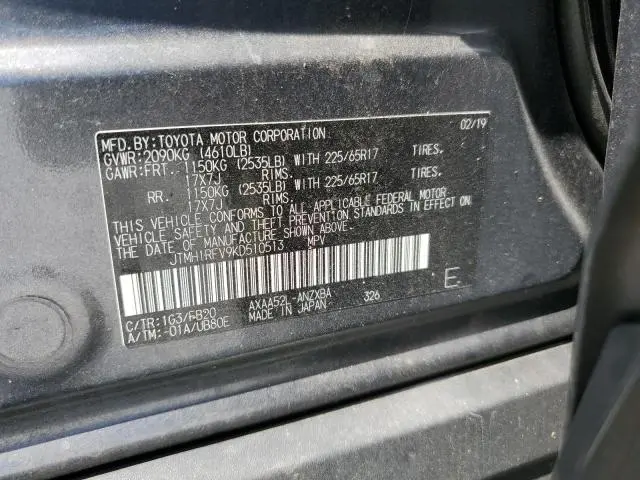 MFD.BY:TOYOTA MOTOR CORPORATION 02/19
GVWR:2090KG (4610LB)
GAWR:FRT. 1150KG (2535LB) WITH 225/65R17 TIRES.
17X7J RIMS.
RR. 1150KG (2535LB) WITH 225/65R17 TIRES.
17X7J RIMS.
THIS VEHICLE CONFORMS TO ALL APPLICABLE FEDERAL MOTOR
VEHICLE SAFETY AND THEFT PREVENTION STANDARDS IN EFFECT ON
THE DATE OF MANUFACTURE SHOWN ABOVE.
JTMH1RFV9KD510513 MPV
E
C/TR:1G3/FB20 AXAA52L-ANZXBA 326
A/TM:-01A/UB80E MADE IN JAPAN